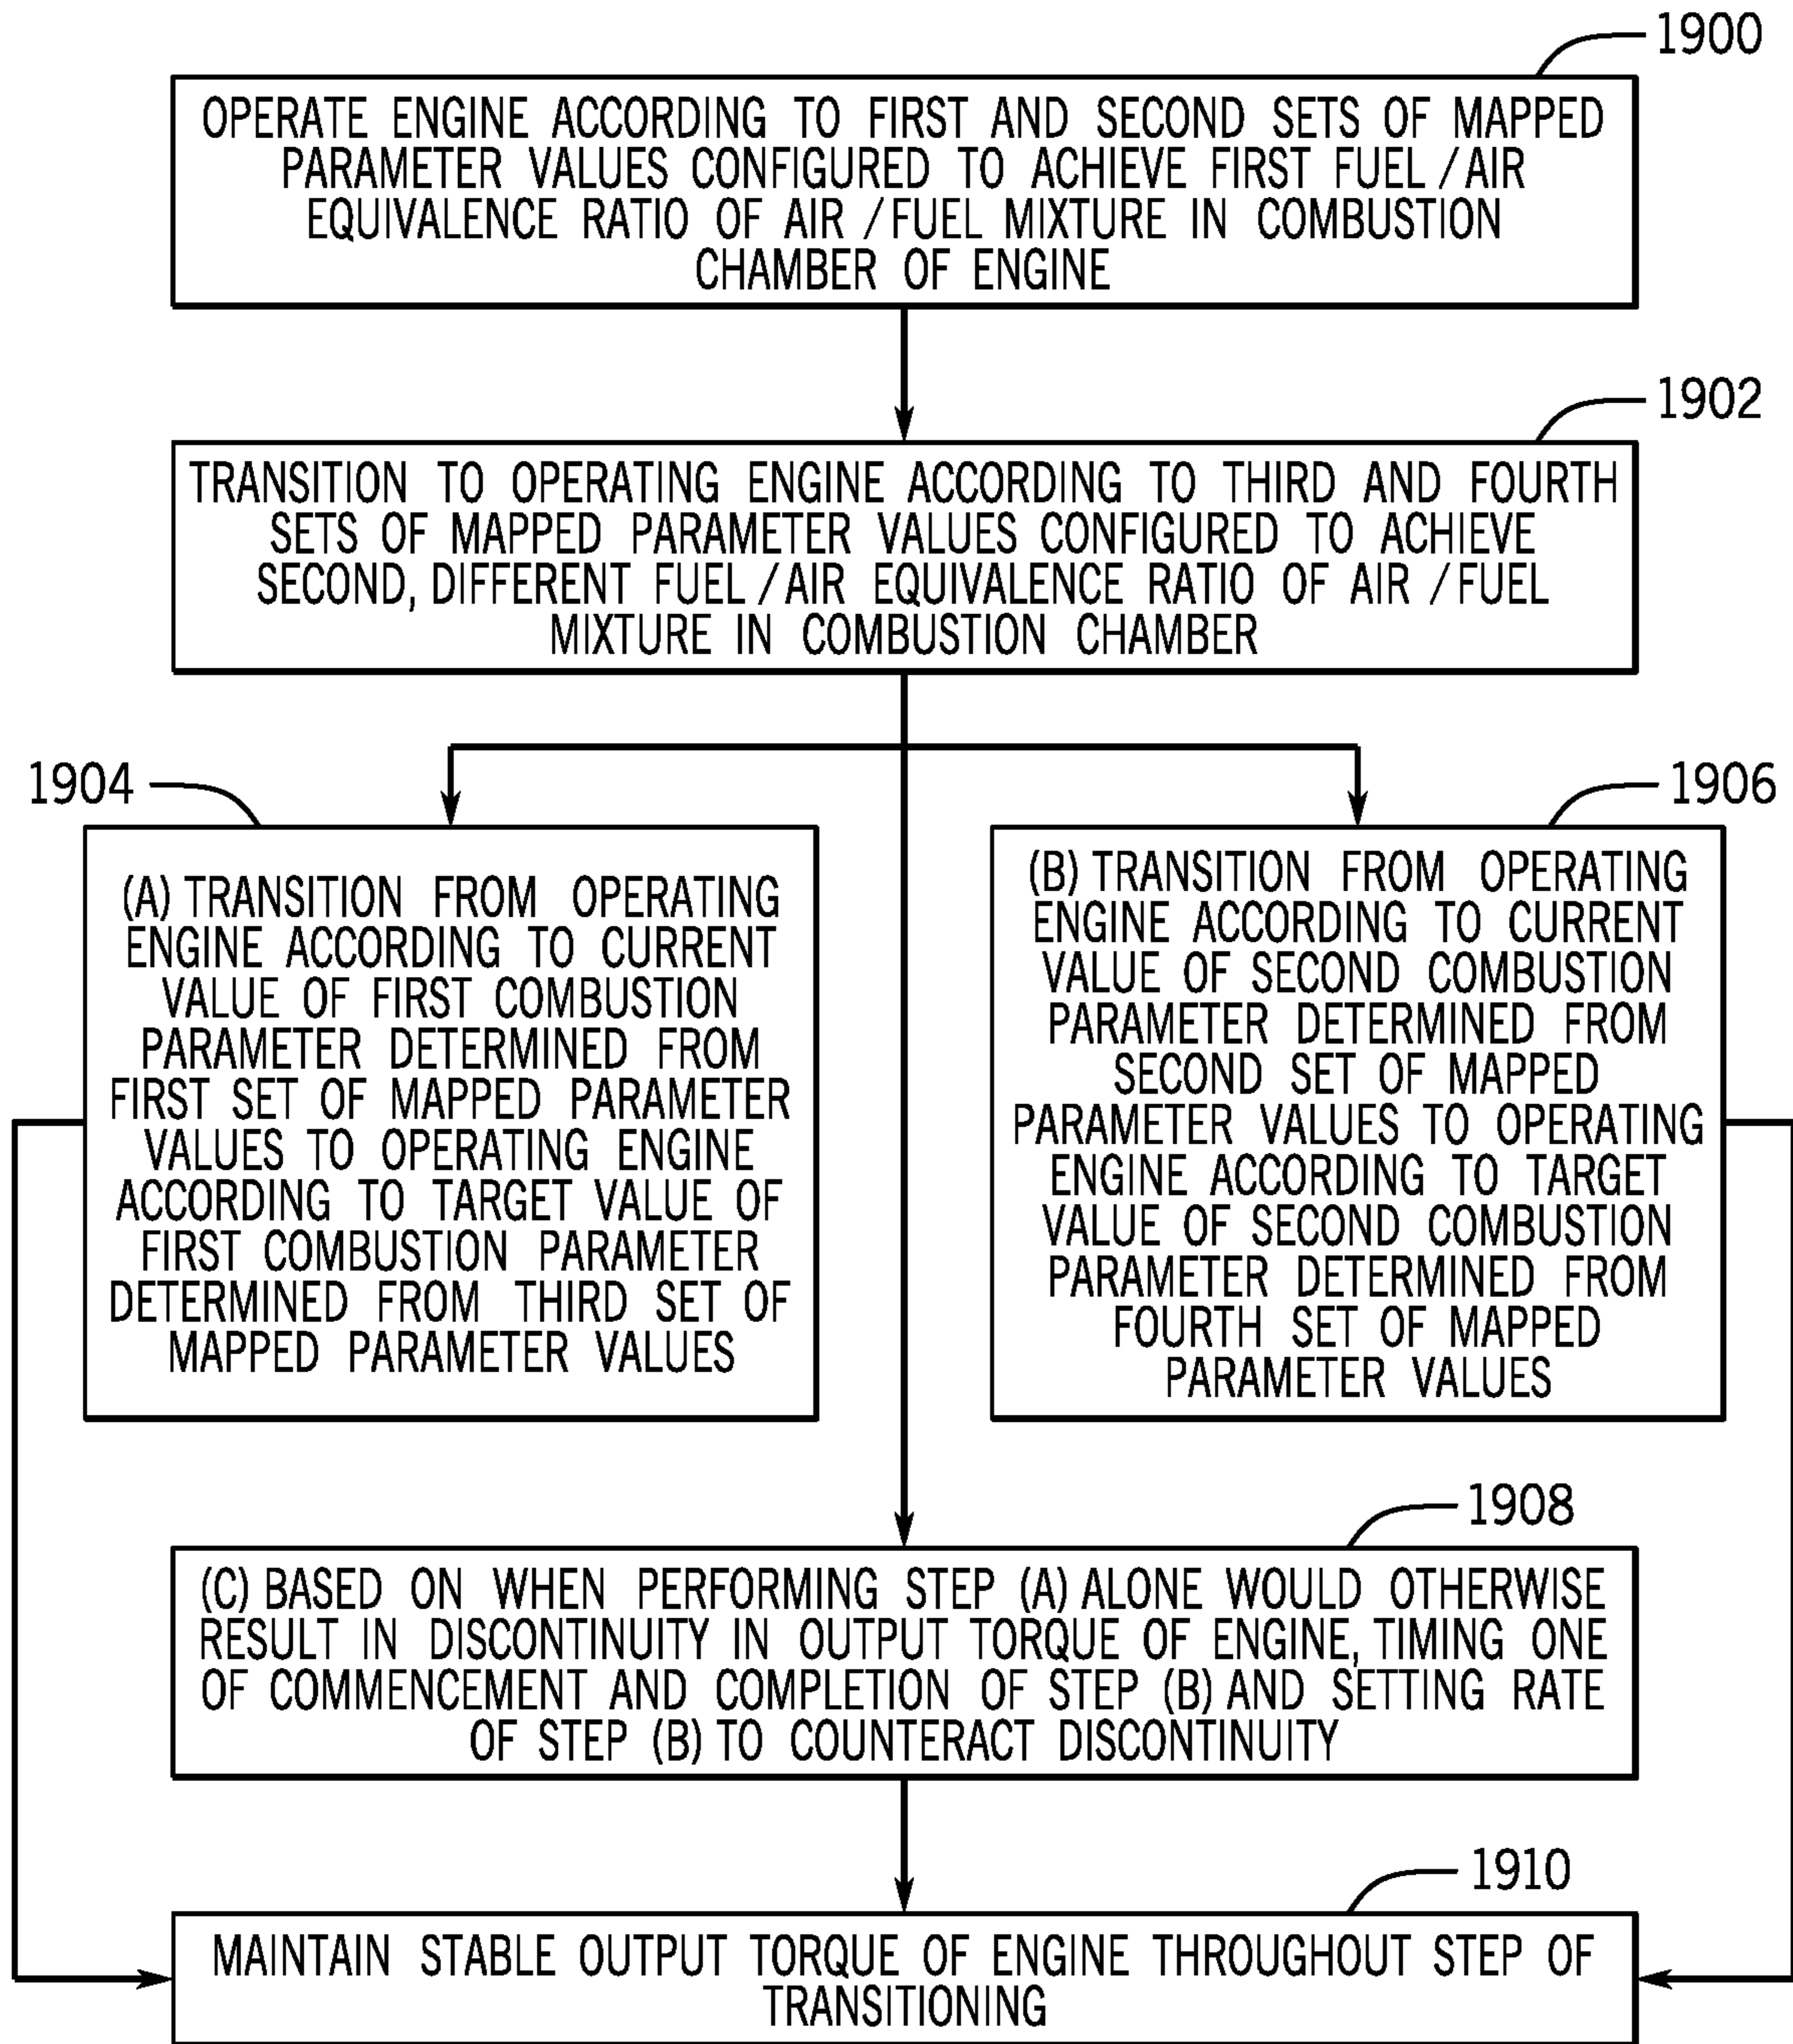 1900
OPERATE ENGINE ACCORDING TO FIRST AND SECOND SETS OF MAPPED
PARAMETER VALUES CONFIGURED TO ACHIEVE FIRST FUEL/AIR
EQUIVALENCE RATIO OF AIR/FUEL MIXTURE IN COMBUSTION
CHAMBER OF ENGINE
1902
TRANSITION TO OPERATING ENGINE ACCORDING TO THIRD AND FOURTH
SETS OF MAPPED PARAMETER VALUES CONFIGURED TO ACHIEVE
SECOND, DIFFERENT FUEL/AIR EQUIVALENCE RATIO OF AIR/FUEL
MIXTURE IN COMBUSTION CHAMBER
1904
(A) TRANSITION FROM OPERATING
ENGINE ACCORDING TO CURRENT
VALUE OF FIRST COMBUSTION
PARAMETER DETERMINED FROM
FIRST SET OF MAPPED PARAMETER
VALUES TO OPERATING ENGINE
ACCORDING TO TARGET VALUE OF
FIRST COMBUSTION PARAMETER
DETERMINED FROM THIRD SET OF
MAPPED PARAMETER VALUES
1906
(B) TRANSITION FROM OPERATING
ENGINE ACCORDING TO CURRENT
VALUE OF SECOND COMBUSTION
PARAMETER DETERMINED FROM
SECOND SET OF MAPPED
PARAMETER VALUES TO OPERATING
ENGINE ACCORDING TO TARGET
VALUE OF SECOND COMBUSTION
PARAMETER DETERMINED FROM
FOURTH SET OF MAPPED
PARAMETER VALUES
1908
(C) BASED ON WHEN PERFORMING STEP (A) ALONE WOULD OTHERWISE
RESULT IN DISCONTINUITY IN OUTPUT TORQUE OF ENGINE, TIMING ONE
OF COMMENCEMENT AND COMPLETION OF STEP (B) AND SETTING RATE
OF STEP (B) TO COUNTERACT DISCONTINUITY
1910
MAINTAIN STABLE OUTPUT TORQUE OF ENGINE THROUGHOUT STEP OF
TRANSITIONING